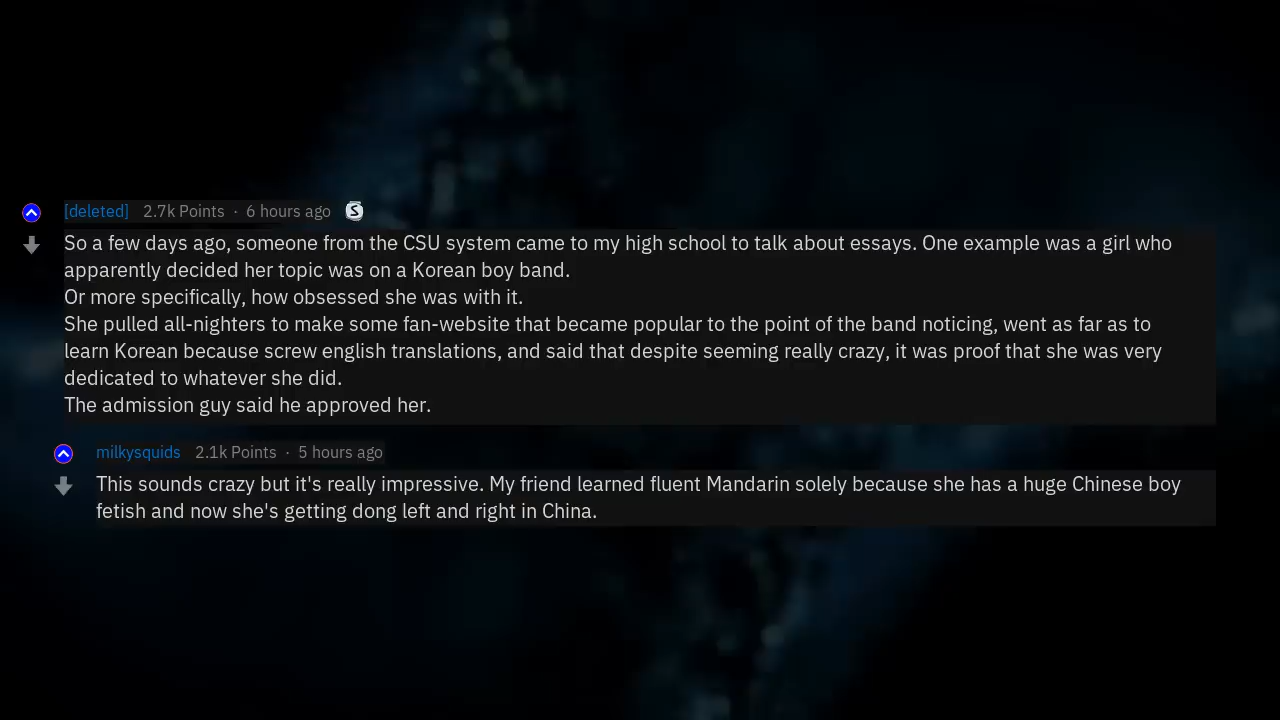 [deleted] 2.7k Points · 6 hours ago S
So a few days ago, someone from the CSU system came to my high school to talk about essays. One example was a girl who
apparently decided her topic was on a Korean boy band.
Or more specifically, how obsessed she was with it.
She pulled all-nighters to make some fan-website that became popular to the point of the band noticing, went as far as to
learn Korean because screw english translations, and said that despite seeming really crazy, it was proof that she was very
dedicated to whatever she did.
The admission guy said he approved her.
milkysquids 2.1k Points · 5 hours ago
This sounds crazy but it's really impressive. My friend learned fluent Mandarin solely because she has a huge Chinese boy
fetish and now she's getting dong left and right in China.